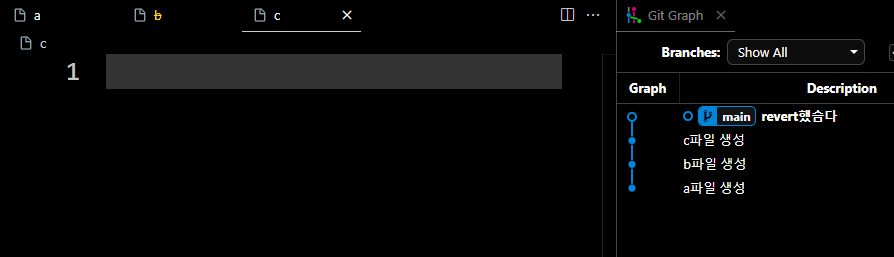 a
b
c
Git Graph
c
Branches:
Show All
1
Graph
Description
main
revert했슴다
c파일 생성
b파일 생성
a파일 생성